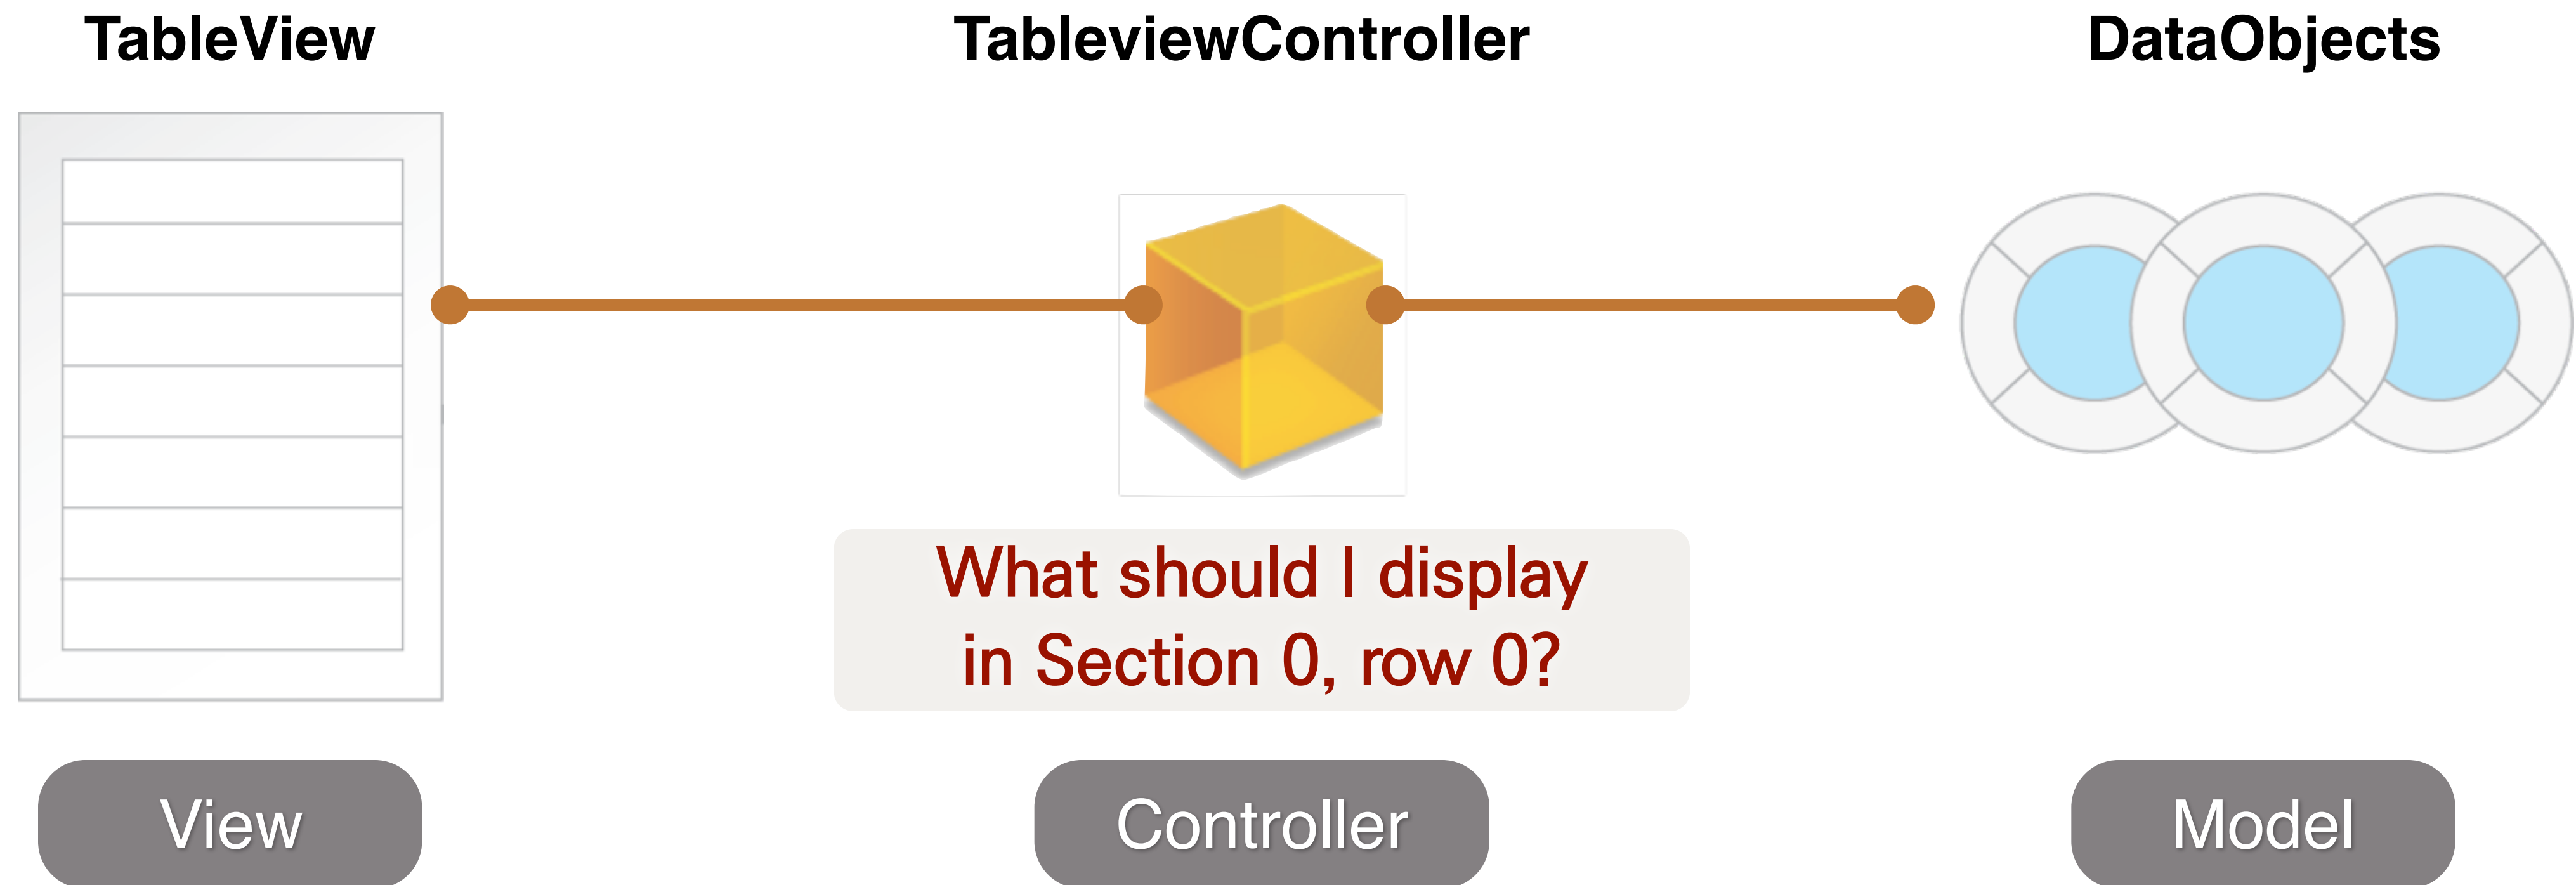 TableView
TableviewController
DataObjects
What should I display
in Section 0, row 0?
View
Controller
Model